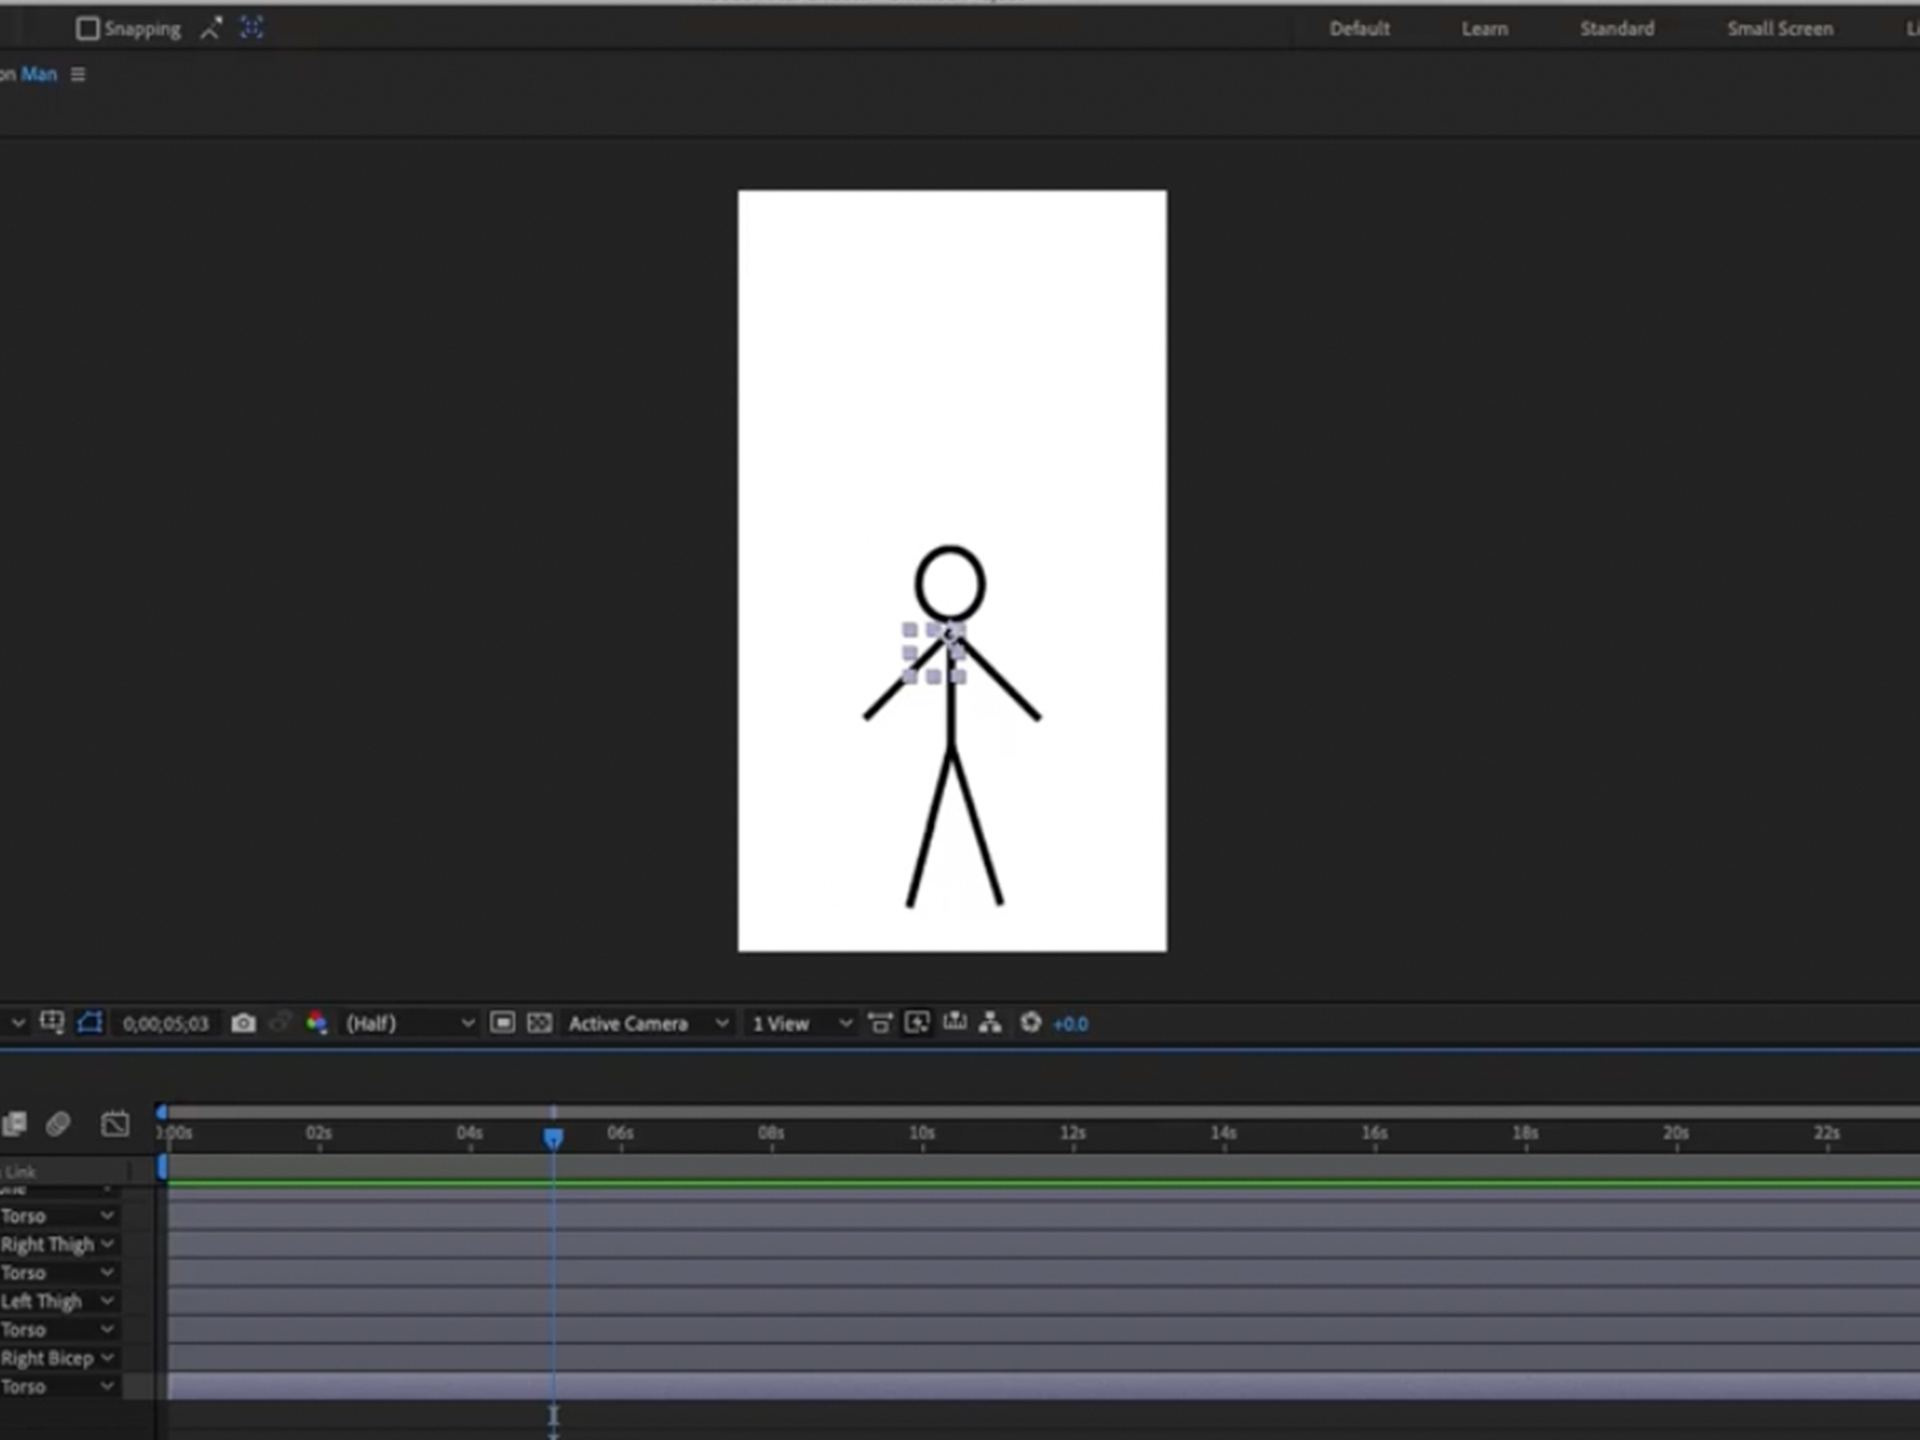 Snapping Default Learn Standard Small Screen
on Man
0;00;05;03 (Half) Active Camera 1 View +0.0
:00s 02s 04s 06s 08s 10s 12s 14s 16s 18s 20s 22s
Link
Torso
Right Thigh
Torso
Left Thigh
Torso
Right Bicep
Torso